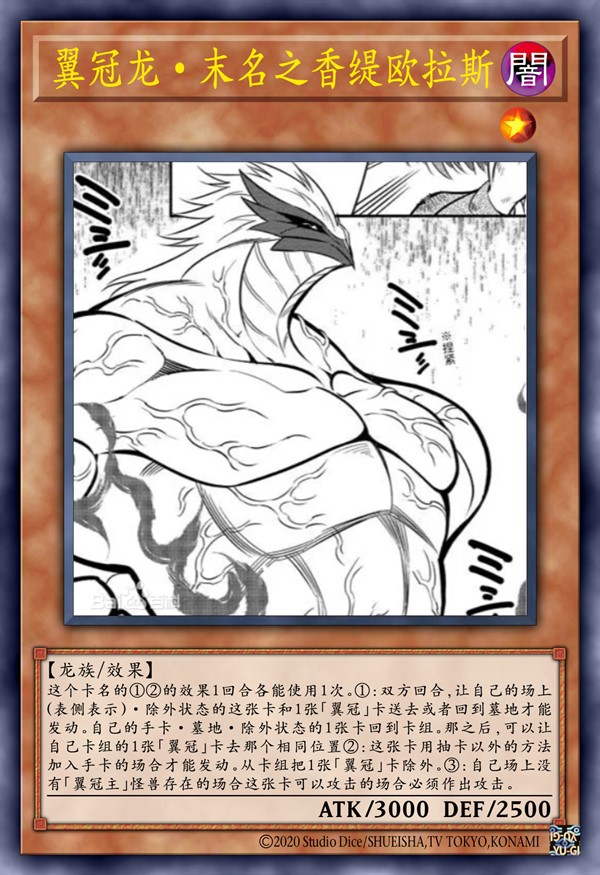 翼冠龙·末名之香缇欧拉斯
闇
※捏紧
Bai 百科
【龙族/效果】
这个卡名的①②的效果1回合各能使用1次。①:双方回合,让自己的场上
(表侧表示)·除外状态的这张卡和1张「翼冠」卡送去或者回到墓地才能
发动。自己的手卡·墓地·除外状态的1张卡回到卡组。那之后,可以让
自己卡组的1张「翼冠」卡去那个相同位置②:这张卡用抽卡以外的方法
加入手卡的场合才能发动。从卡组把1张「翼冠」卡除外。③:自己场上没
有「翼冠主」怪兽存在的场合这张卡可以攻击的场合必须作出攻击。
ATK/3000 DEF/2500
©2020 Studio Dice/SHUEISHA,TV TOKYO,KONAMI